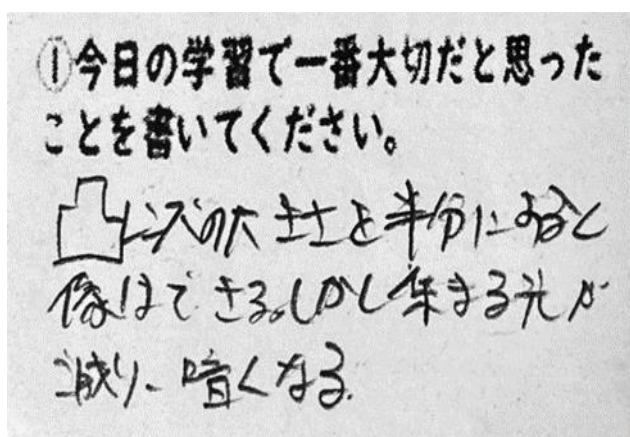 ①今日の学習で一番大切だと思った
ことを書いてください。
凸レンズの大きさを半分にすると
像はできる。しかし集まる光が
減り、暗くなる。